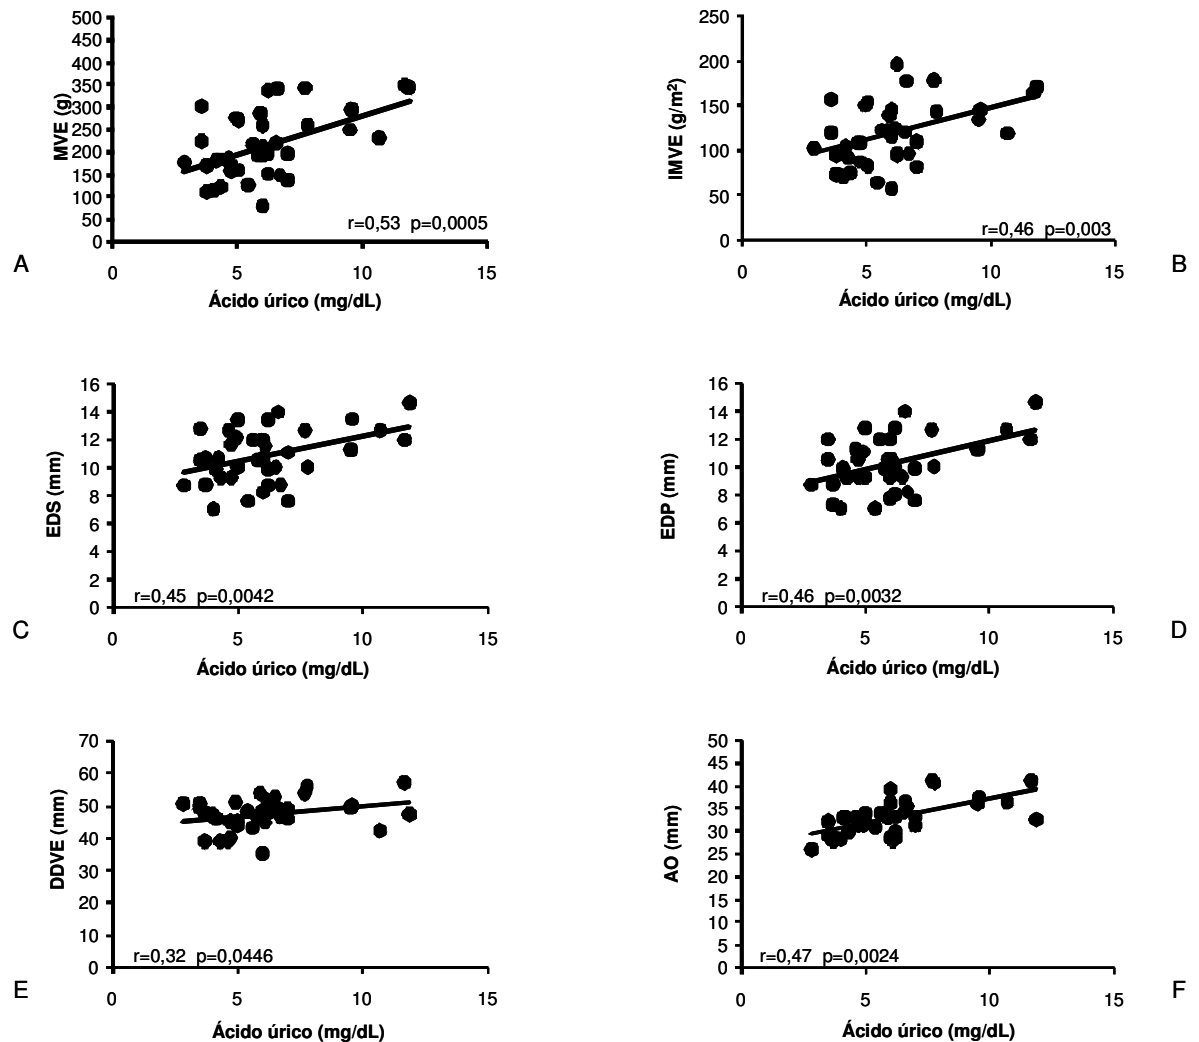 500
450
400
350
300
250
200
150
100
50
0
MVE (g)
r=0,53 p=0,0005
0 5 10 15
Ácido úrico (mg/dL)
A
250
200
150
100
50
0
IMVE (g/m²)
r=0,46 p=0,003
0 5 10 15
Ácido úrico (mg/dL)
B
16
14
12
10
8
6
4
2
0
EDS (mm)
r=0,45 p=0,0042
0 5 10 15
Ácido úrico (mg/dL)
C
16
14
12
10
8
6
4
2
0
EDP (mm)
r=0,46 p=0,0032
0 5 10 15
Ácido úrico (mg/dL)
D
70
60
50
40
30
20
10
0
DDVE (mm)
r=0,32 p=0,0446
0 5 10 15
Ácido úrico (mg/dL)
E
50
45
40
35
30
25
20
15
10
5
0
AO (mm)
r=0,47 p=0,0024
0 5 10 15
Ácido úrico (mg/dL)
F